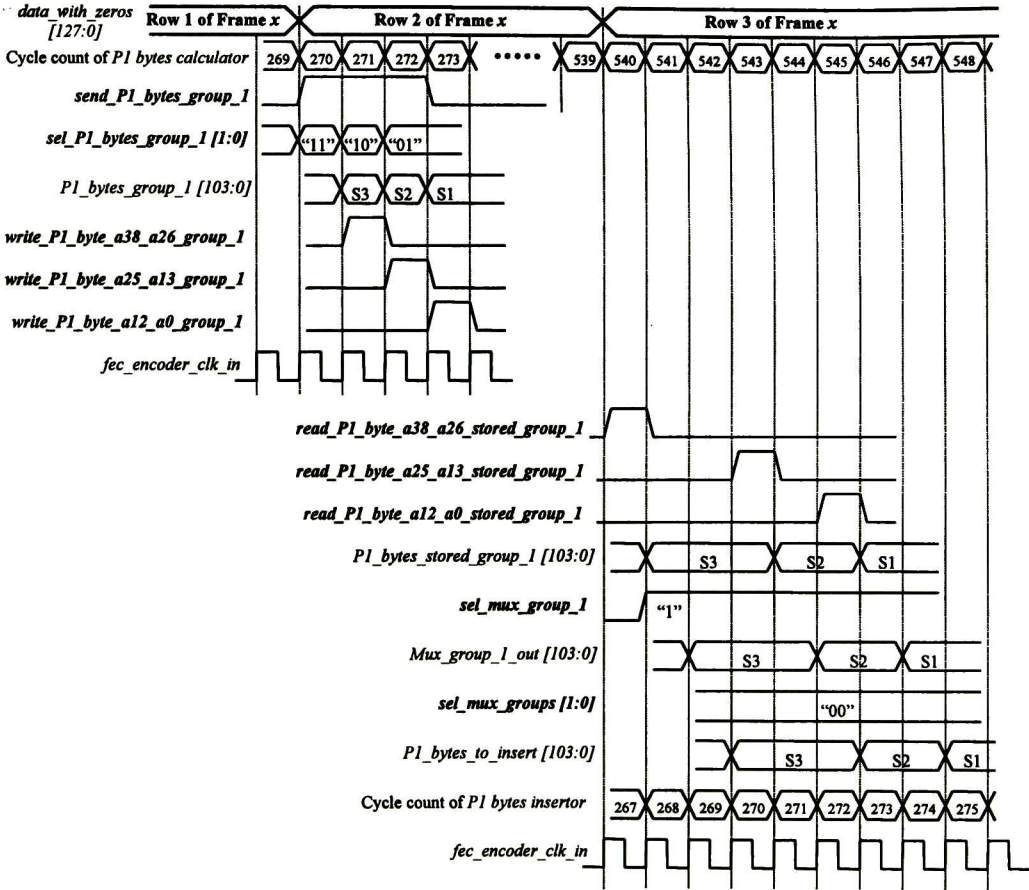 data_with_zeros [127:0] Row 1 of Frame x Row 2 of Frame x Row 3 of Frame x
Cycle count of P1 bytes calculator 269 270 271 272 273 ••••• 539 540 541 542 543 544 545 546 547 548
send_P1_bytes_group_1
sel_P1_bytes_group_1 [1:0] “11” “10” “01”
P1_bytes_group_1 [103:0] S3 S2 S1
write_P1_byte_a38_a26_group_1
write_P1_byte_a25_a13_group_1
write_P1_byte_a12_a0_group_1
fec_encoder_clk_in
read_P1_byte_a38_a26_stored_group_1
read_P1_byte_a25_a13_stored_group_1
read_P1_byte_a12_a0_stored_group_1
P1_bytes_stored_group_1 [103:0] S3 S2 S1
sel_mux_group_1 “1”
Mux_group_1_out [103:0] S3 S2 S1
sel_mux_groups [1:0] “00”
P1_bytes_to_insert [103:0] S3 S2 S1
Cycle count of P1 bytes insertor 267 268 269 270 271 272 273 274 275
fec_encoder_clk_in